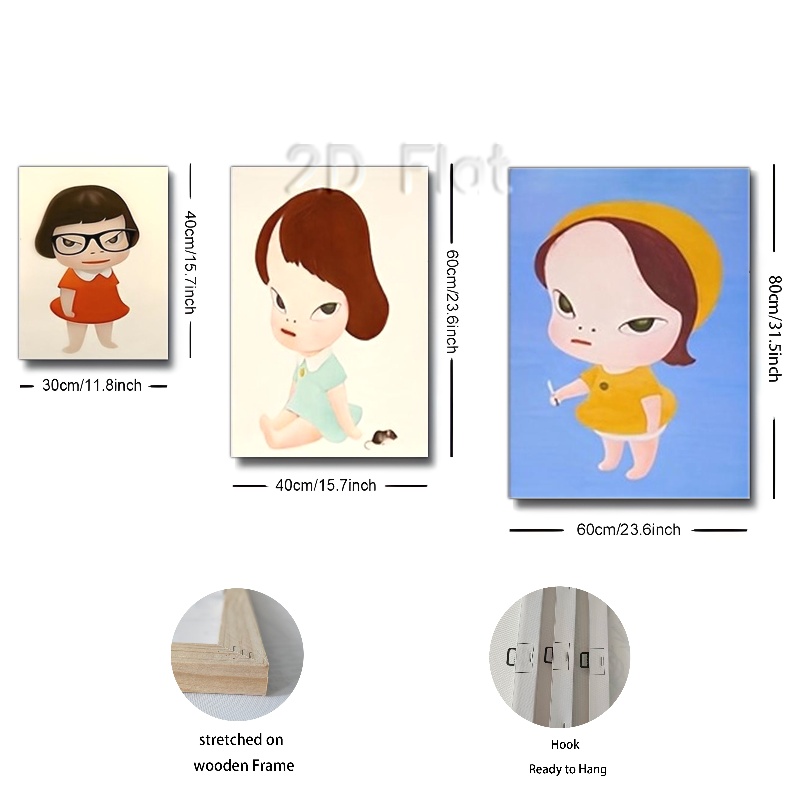 2D Flat
40cm/15.7inch
30cm/11.8inch
60cm/23.6inch
40cm/15.7inch
80cm/31.5inch
60cm/23.6inch
stretched on
wooden Frame
Hook
Ready to Hang